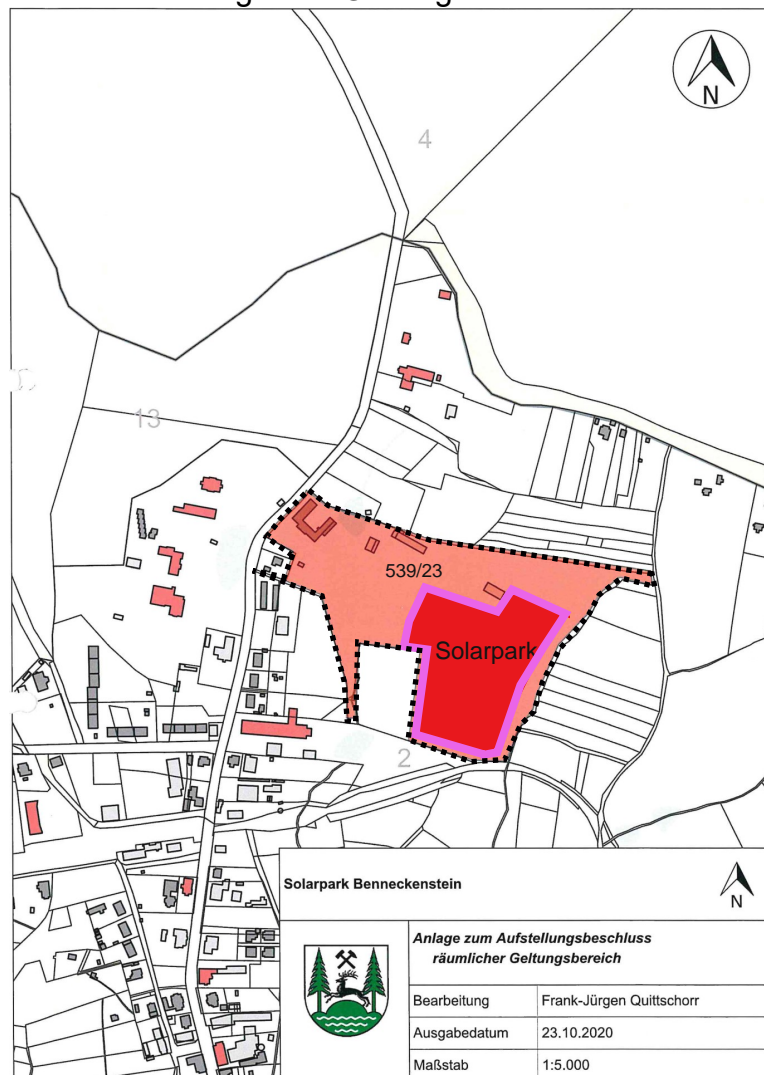 N
4
13
539/23
Solarpark
2
Solarpark Benneckenstein
N
Anlage zum Aufstellungsbeschluss
räumlicher Geltungsbereich
Bearbeitung Frank-Jürgen Quittschorr
Ausgabedatum 23.10.2020
Maßstab 1:5.000